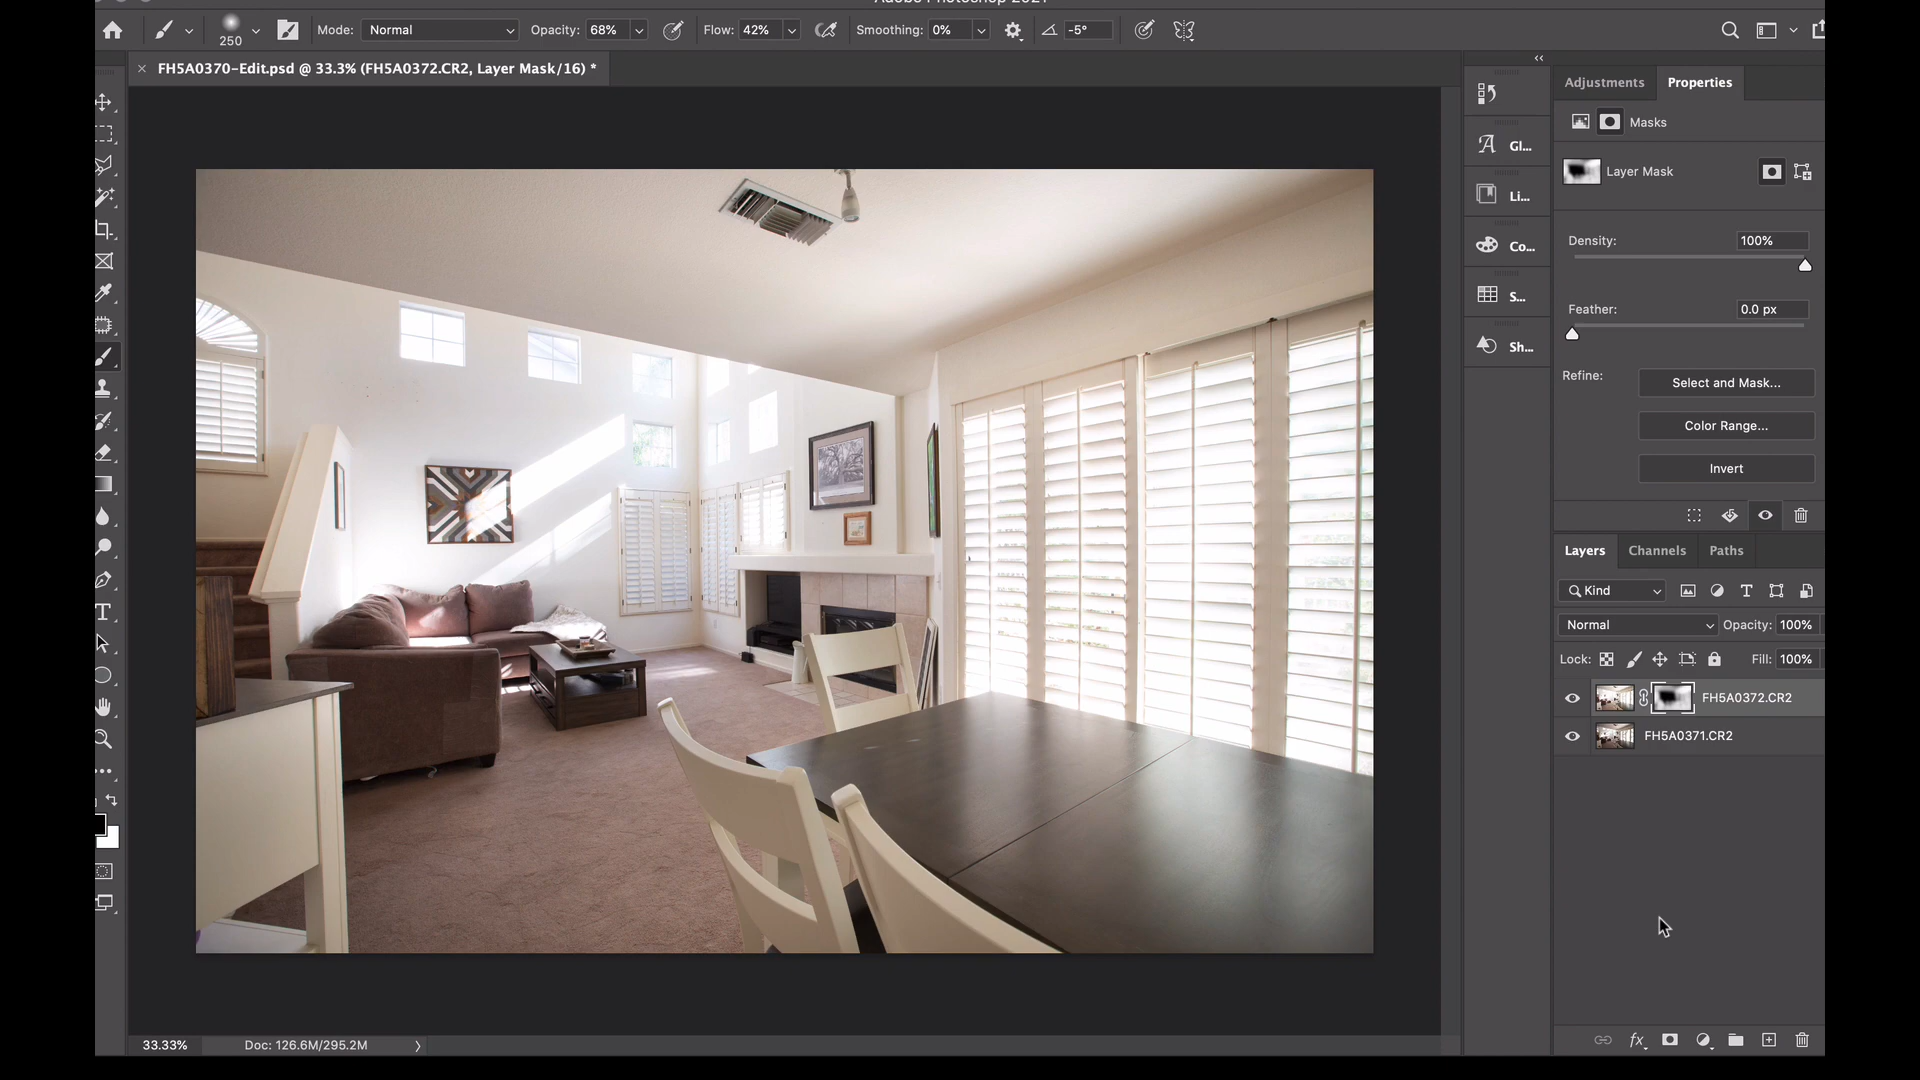 250
Mode: Normal
Opacity: 68%
Flow: 42%
Smoothing: 0%
-5°
FH5A0370-Edit.psd @ 33.3% (FH5A0372.CR2, Layer Mask/16) *
Gl...
Li...
Co...
S...
Sh...
Adjustments
Properties
Masks
Layer Mask
Density: 100%
Feather: 0.0 px
Refine: Select and Mask...
Color Range...
Invert
Layers
Channels
Paths
Kind
Normal
Opacity: 100%
Lock:
Fill: 100%
FH5A0372.CR2
FH5A0371.CR2
33.33%
Doc: 126.6M/295.2M